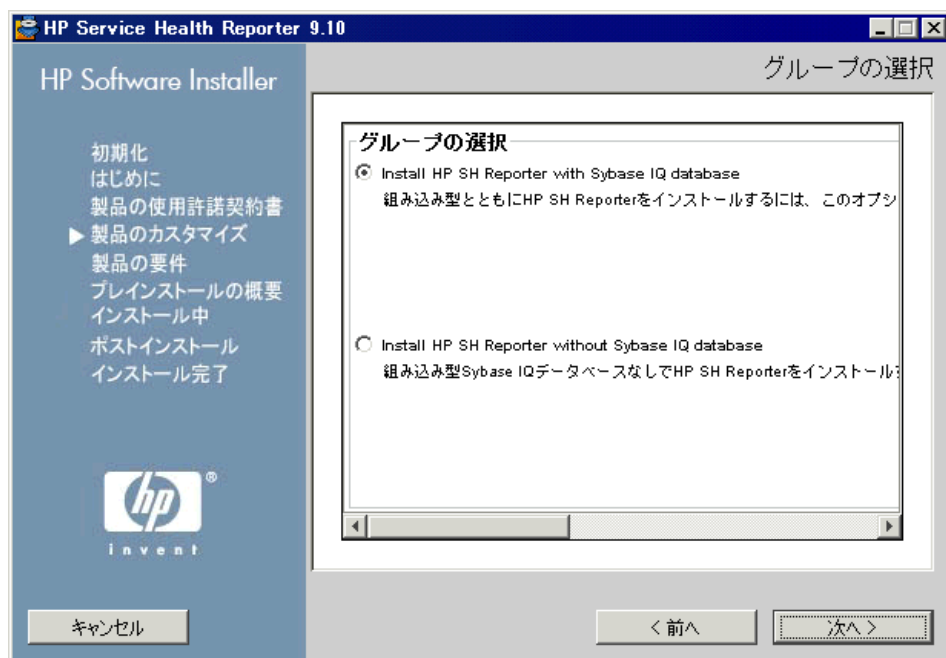 HP Service Health Reporter 9.10
HP Software Installer
グループの選択
初期化
はじめに
製品の使用許諾契約書
製品のカスタマイズ
製品の要件
プレインストールの概要
インストール中
ポストインストール
インストール完了
グループの選択
Install HP SH Reporter with Sybase IQ database
組み込み型とともにHP SH Reporterをインストールするには、このオプシ
Install HP SH Reporter without Sybase IQ database
組み込み型Sybase IQデータベースなしでHP SH Reporterをインストール
hp
®
invent
キャンセル
< 前へ
次へ >